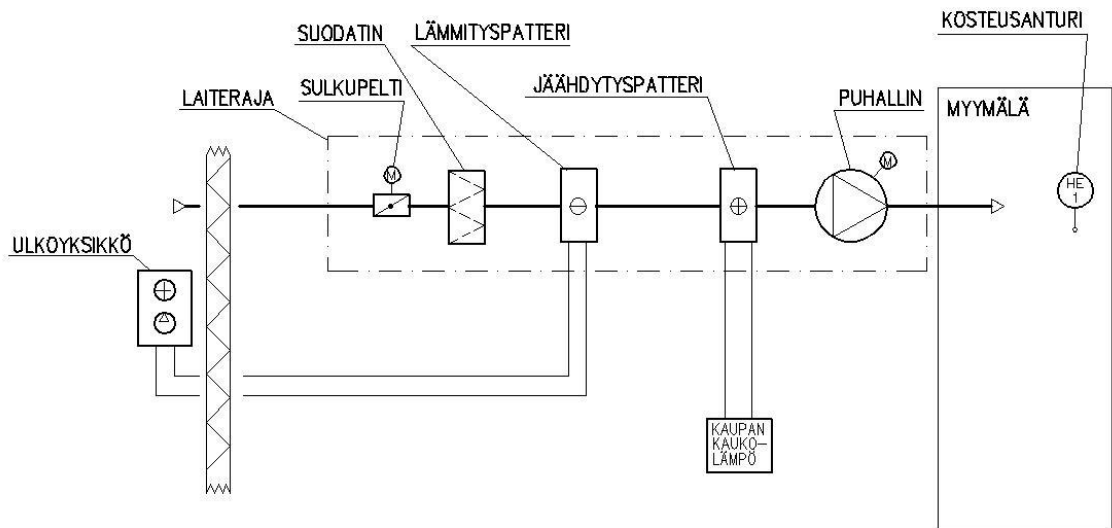 KOSTEUSANTURI
SUODATIN
LÄMMITYSPATTERI
SULKUPELTI
JÄÄHDYTYSPATTERI
PUHALLIN
LAITERAJA
MYYMÄLÄ
M
M
HE
1
ULKOYKSIKKÖ
KAUPAN
KAUKO-
LÄMPÖ